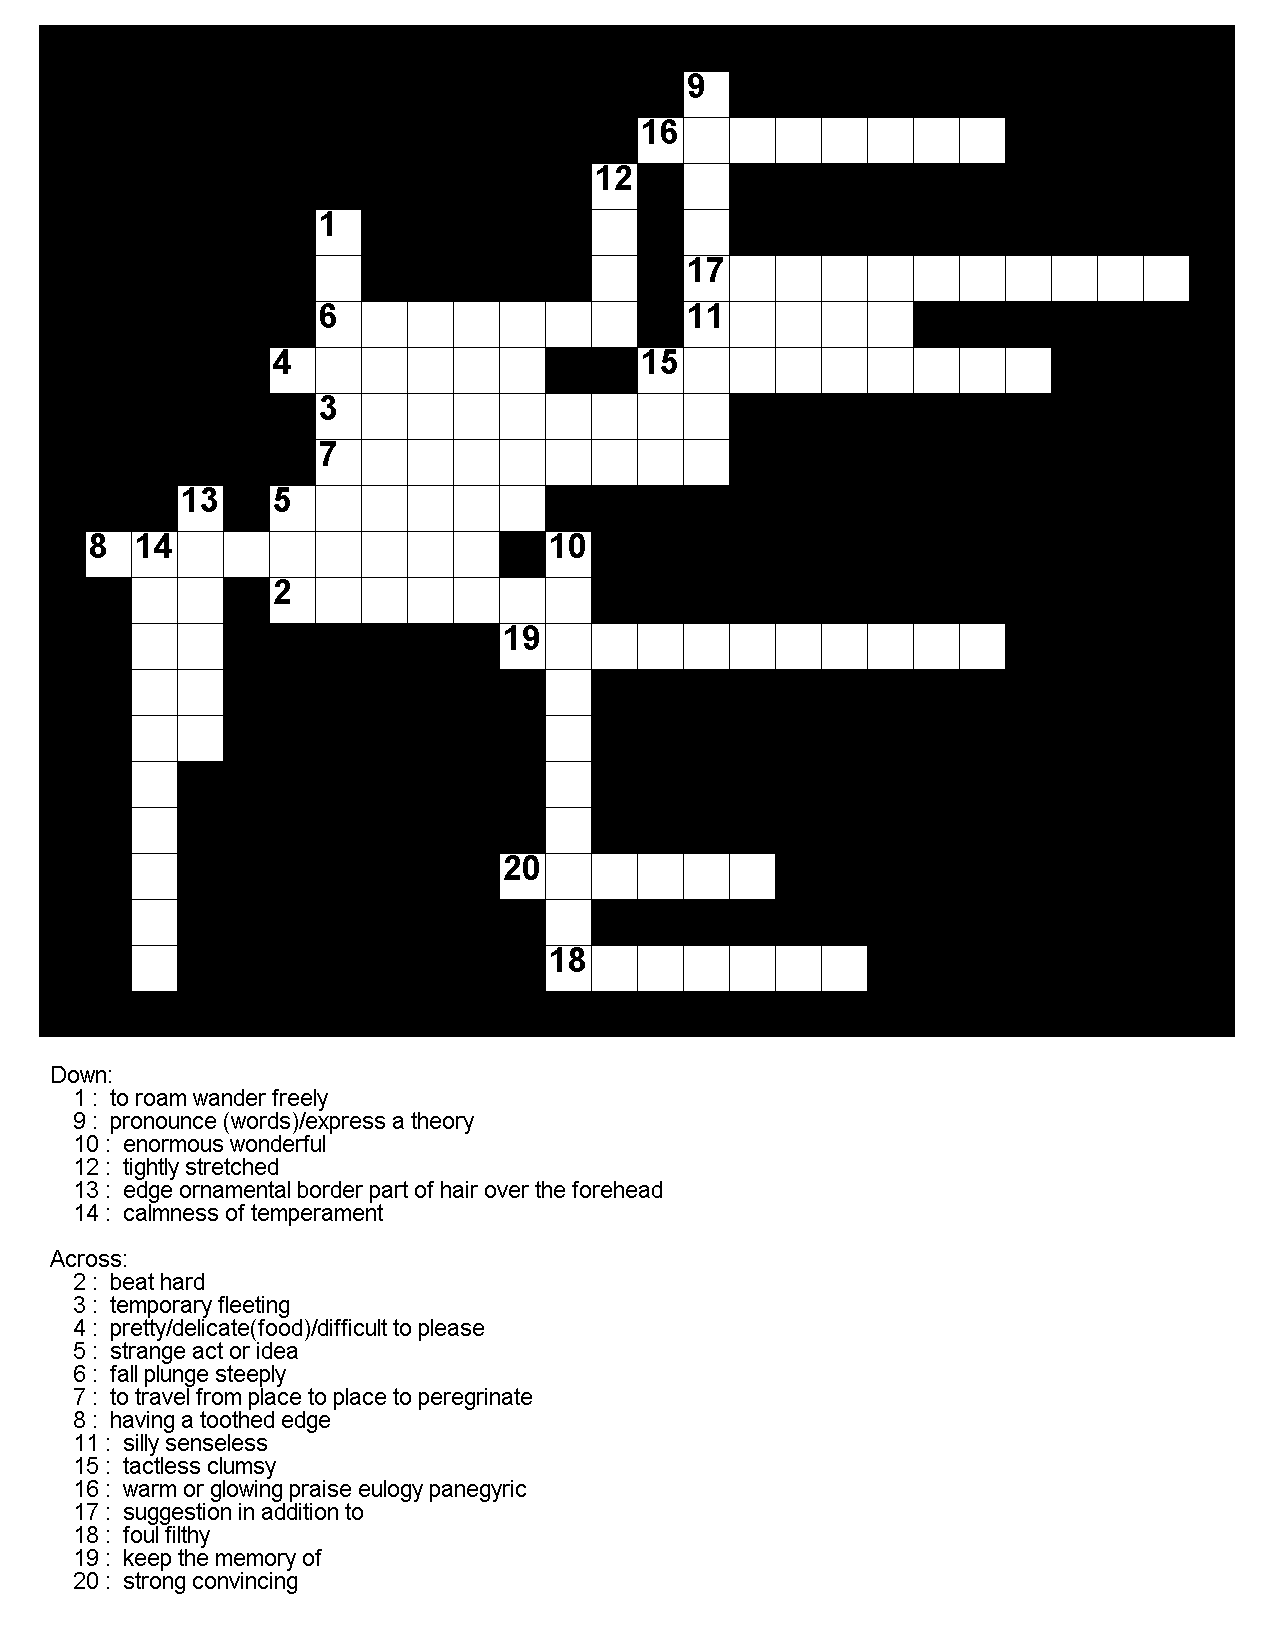 9
16
12
1
17
6 11
4 15
3
7
13 5
8 14 10
2
19
20
18
Down:
1 : to roam wander freely
9 : pronounce (words)/express a theory
10 : enormous wonderful
12 : tightly stretched
13 : edge ornamental border part of hair over the forehead
14 : calmness of temperament
Across:
2 : beat hard
3 : temporary fleeting
4 : pretty/delicate(food)/difficult to please
5 : strange act or idea
6 : fall plunge steeply
7 : to travel from place to place to peregrinate
8 : having a toothed edge
11 : silly senseless
15 : tactless clumsy
16 : warm or glowing praise eulogy panegyric
17 : suggestion in addition to
18 : foul filthy
19 : keep the memory of
20 : strong convincing